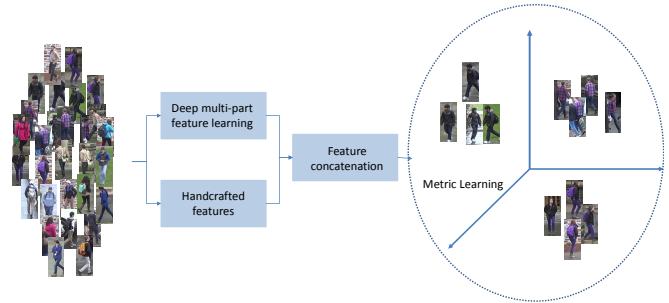 Deep multi-part
feature learning
Handcrafted
features
Feature
concatenation
Metric Learning